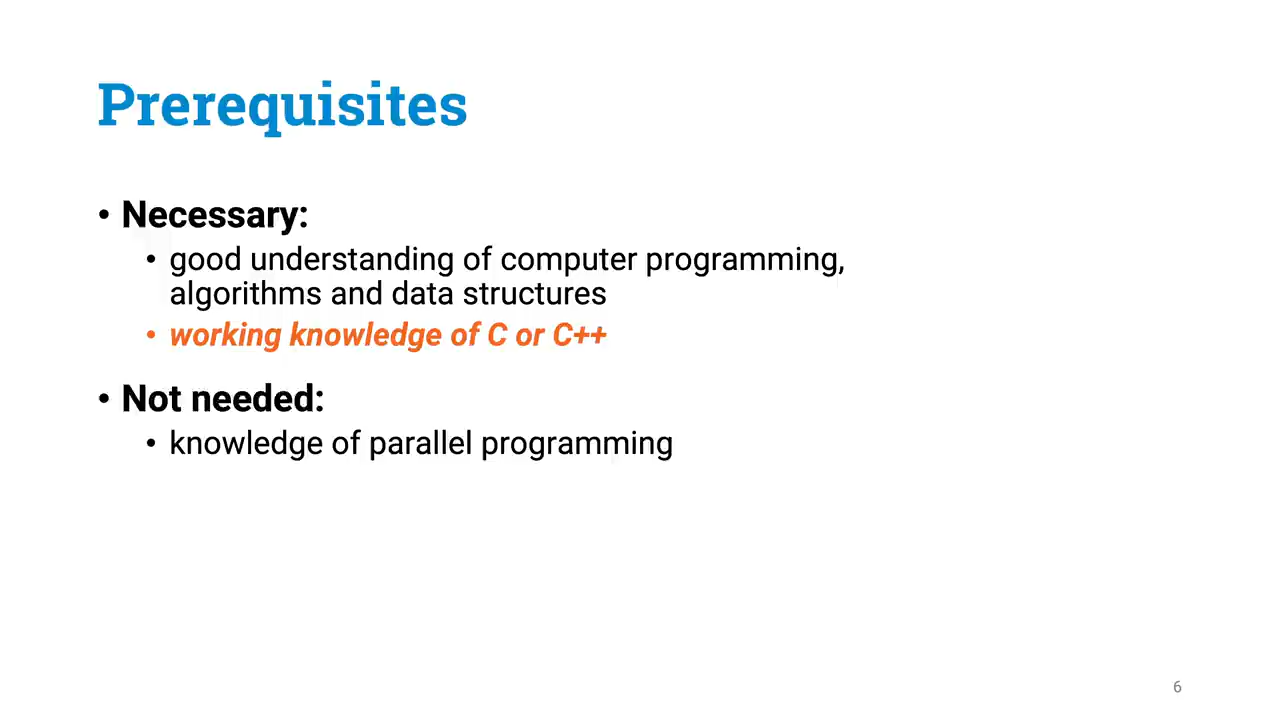 Prerequisites
• Necessary:
• good understanding of computer programming,
algorithms and data structures
• working knowledge of C or C++
• Not needed:
• knowledge of parallel programming
6